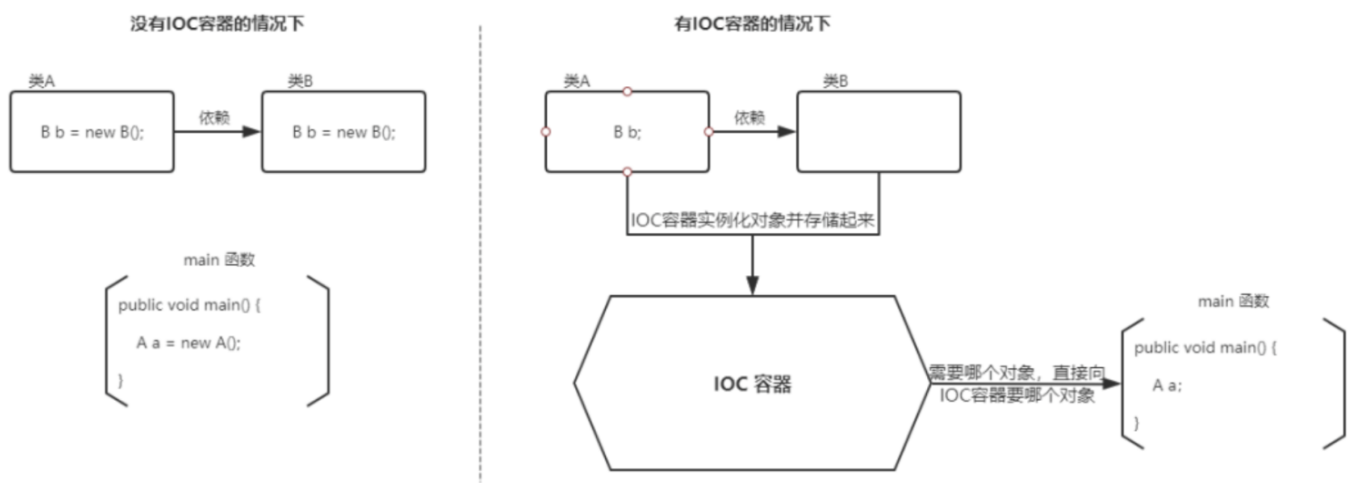 没有IOC容器的情况下
类A
类B
B b = new B();
依赖
B b = new B();
main 函数
public void main() {
A a = new A();
}
有IOC容器的情况下
类A
类B
B b;
依赖
IOC容器实例化对象并存储起来
IOC 容器
需要哪个对象，直接向
IOC容器要哪个对象
main 函数
public void main() {
A a;
}